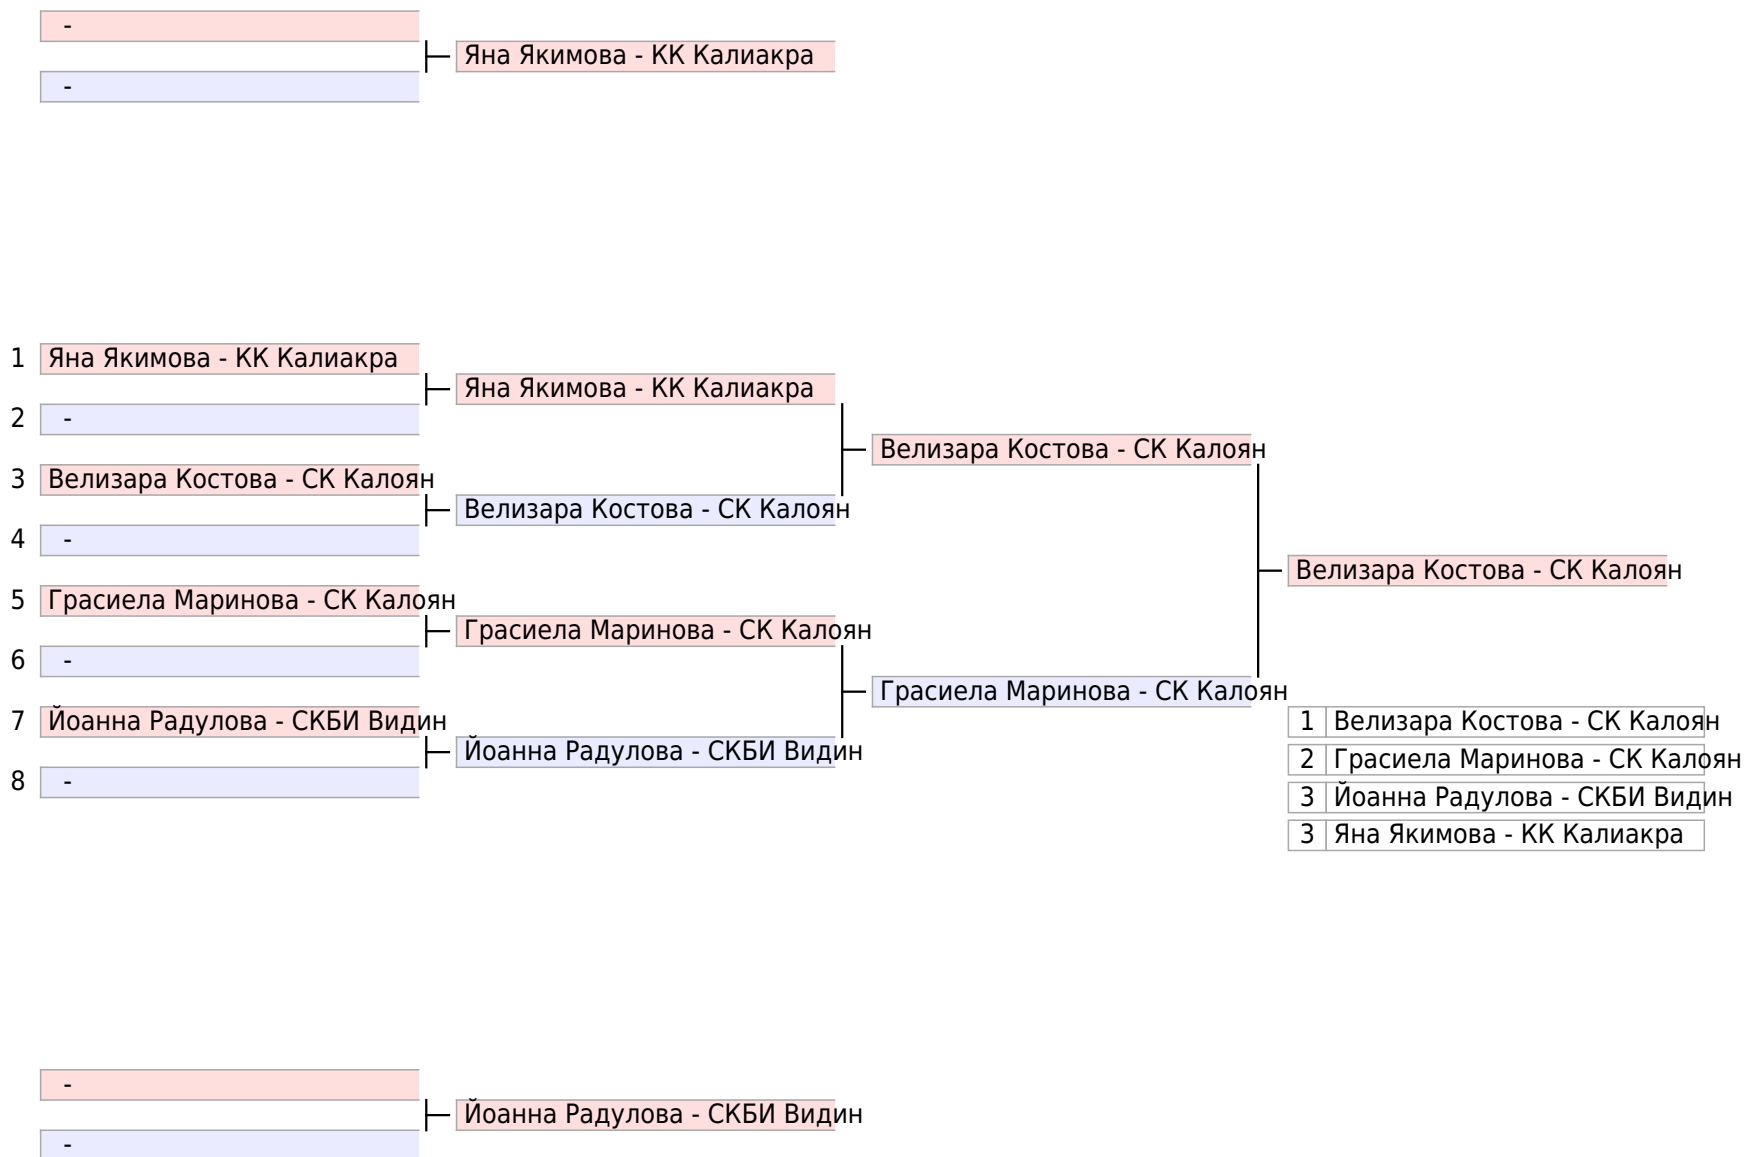 -
Яна Якимова - КК Калиакра
-
1 Яна Якимова - КК Калиакра
Яна Якимова - КК Калиакра
2 -
Велизара Костова - СК Калоян
3 Велизара Костова - СК Калоян
Велизара Костова - СК Калоян
4 -
Велизара Костова - СК Калоян
5 Грасиела Маринова - СК Калоян
Грасиела Маринова - СК Калоян
6 -
Грасиела Маринова - СК Калоян
7 Йоанна Радулова - СКБИ Видин
Йоанна Радулова - СКБИ Видин
8 -
1 Велизара Костова - СК Калоян
2 Грасиела Маринова - СК Калоян
3 Йоанна Радулова - СКБИ Видин
3 Яна Якимова - КК Калиакра
-
Йоанна Радулова - СКБИ Видин
-